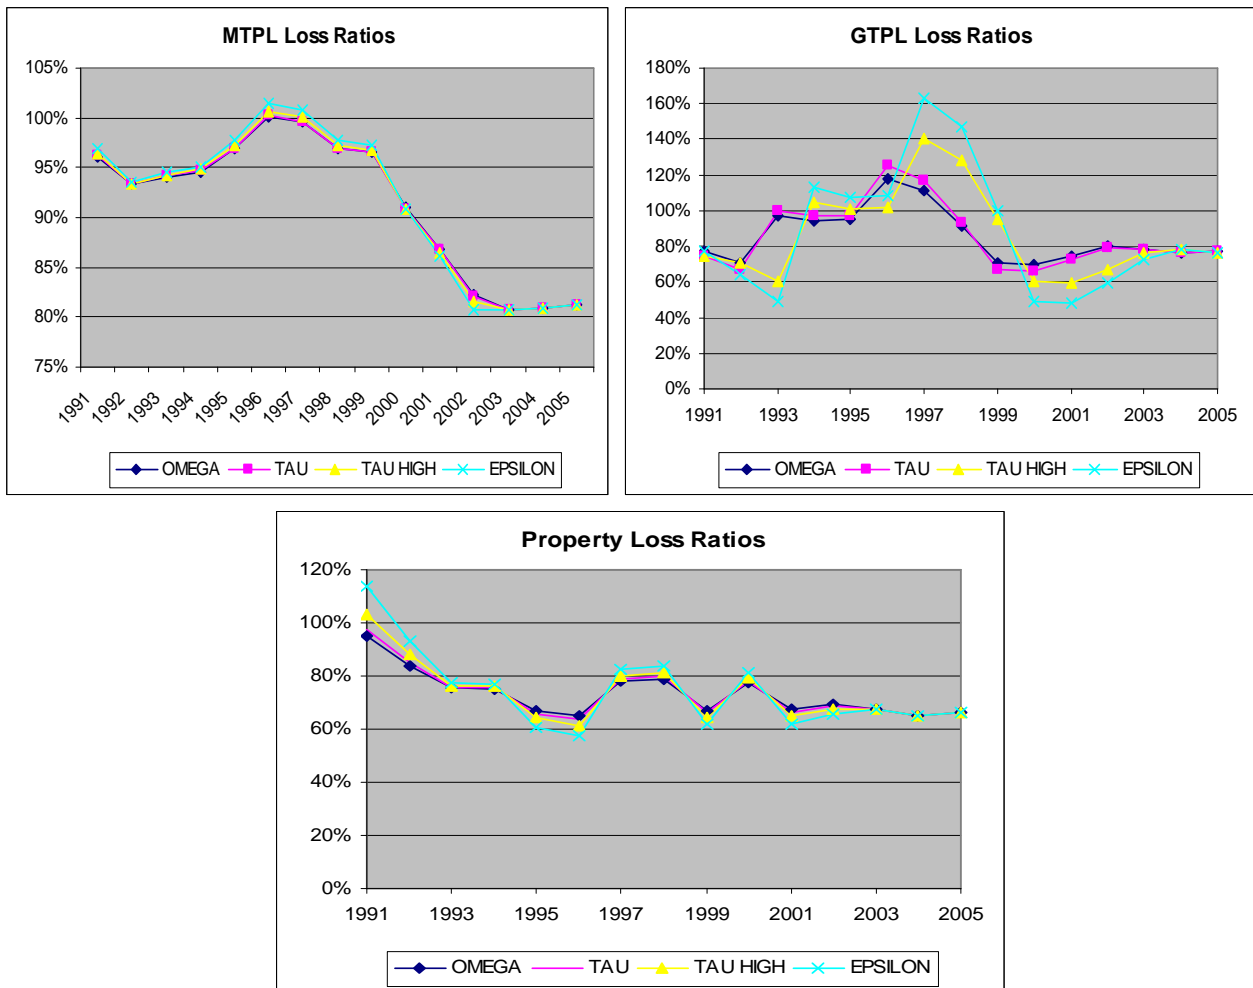 MTPL Loss Ratios
105%
100%
95%
90%
85%
80%
75%
1991 1992 1993 1994 1995 1996 1997 1998 1999 2000 2001 2002 2003 2004 2005
OMEGA TAU TAU HIGH EPSILON
GTPL Loss Ratios
180%
160%
140%
120%
100%
80%
60%
40%
20%
0%
1991 1993 1995 1997 1999 2001 2003 2005
OMEGA TAU TAU HIGH EPSILON
Property Loss Ratios
120%
100%
80%
60%
40%
20%
0%
1991 1993 1995 1997 1999 2001 2003 2005
OMEGA TAU TAU HIGH EPSILON